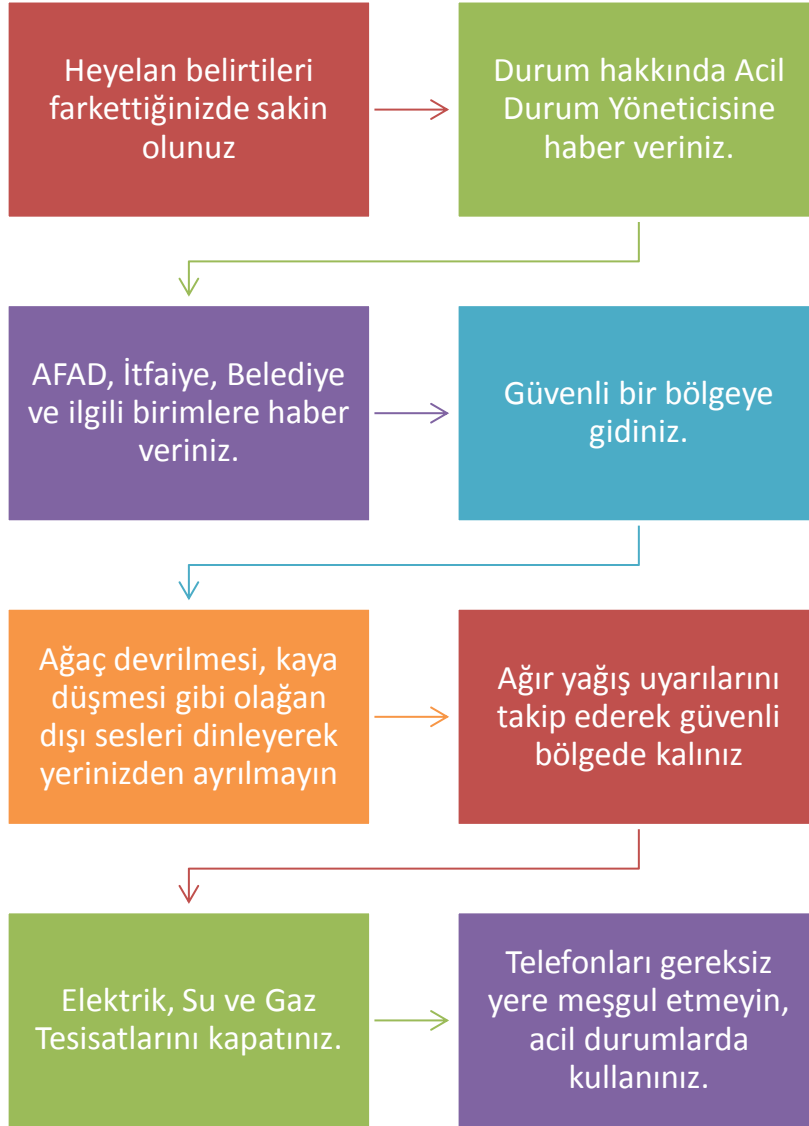 Heyelan belirtileri
farkettiğinizde sakin
olunuz
Durum hakkında Acil
Durum Yöneticisine
haber veriniz.
AFAD, İtfaiye, Belediye
ve ilgili birimlere haber
veriniz.
Güvenli bir bölgeye
gidiniz.
Ağaç devrilmesi, kaya
düşmesi gibi olağan
dışı sesleri dinleyerek
yerinizden ayrılmayın
Ağır yağış uyarılarını
takip ederek güvenli
bölgede kalınız
Elektrik, Su ve Gaz
Tesisatlarını kapatınız.
Telefonları gereksiz
yere meşgul etmeyin,
acil durumlarda
kullanınız.